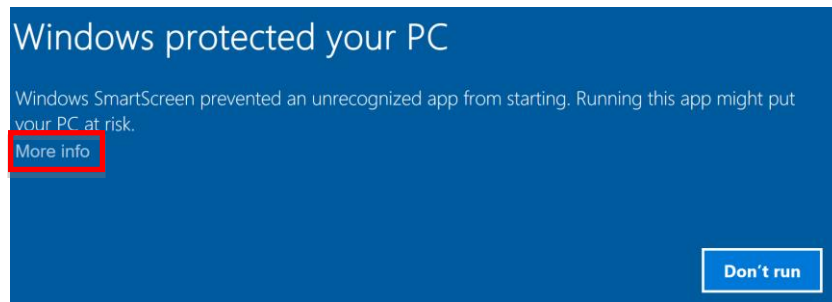 Windows protected your PC
Windows SmartScreen prevented an unrecognized app from starting. Running this app might put
your PC at risk.
More info
Don't run